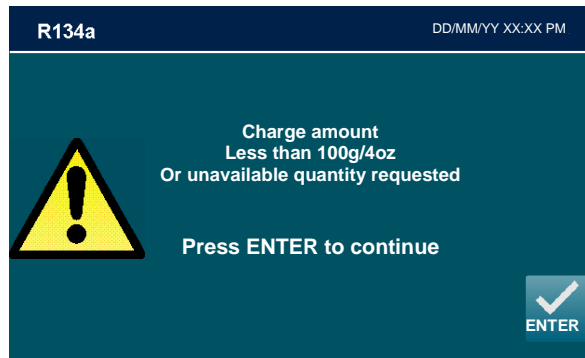 R134a DD/MM/YY XX:XX PM
Charge amount
Less than 100g/4oz
Or unavailable quantity requested
Press ENTER to continue
ENTER